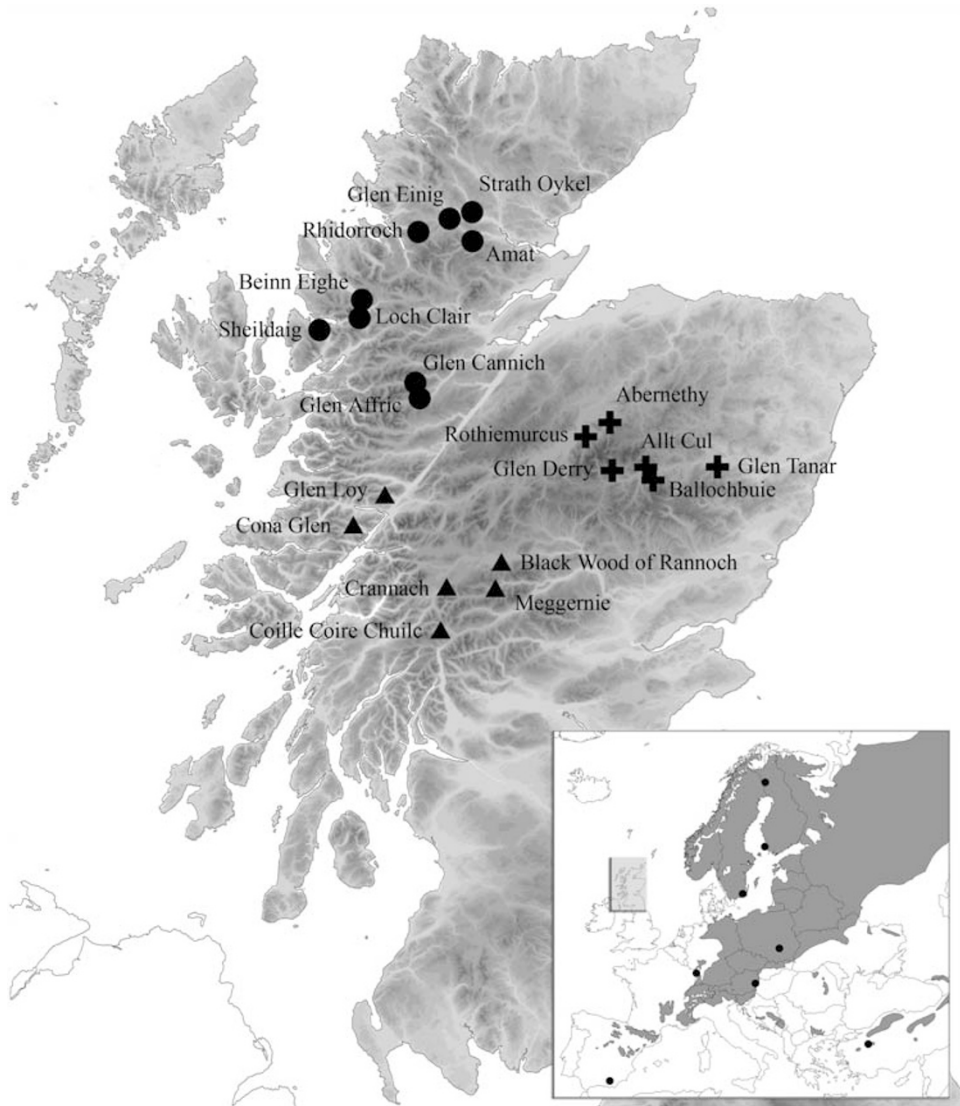 Strath Oykel
Glen Einig
Rhidorroch
Amat
Beinn Eighe
Loch Clair
Sheildaig
Glen Cannich
Glen Affric
Abernethy
Rothiemurcus
Allt Cul
Glen Derry
Glen Tanar
Ballochbuie
Glen Loy
Cona Glen
Black Wood of Rannoch
Crannach
Meggernie
Coille Coire Chuilc